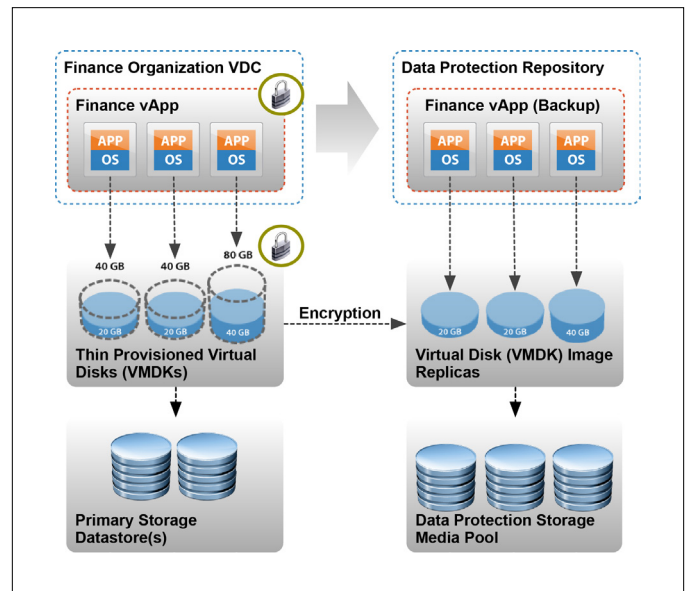 Finance Organization VDC
Finance vApp
APP
OS
APP
OS
APP
OS
40 GB
40 GB
80 GB
20 GB
20 GB
40 GB
Thin Provisioned Virtual
Disks (VMDKs)
Primary Storage
Datastore(s)
Encryption
Data Protection Repository
Finance vApp (Backup)
APP
OS
APP
OS
APP
OS
20 GB
20 GB
40 GB
Virtual Disk (VMDK) Image
Replicas
Data Protection Storage
Media Pool